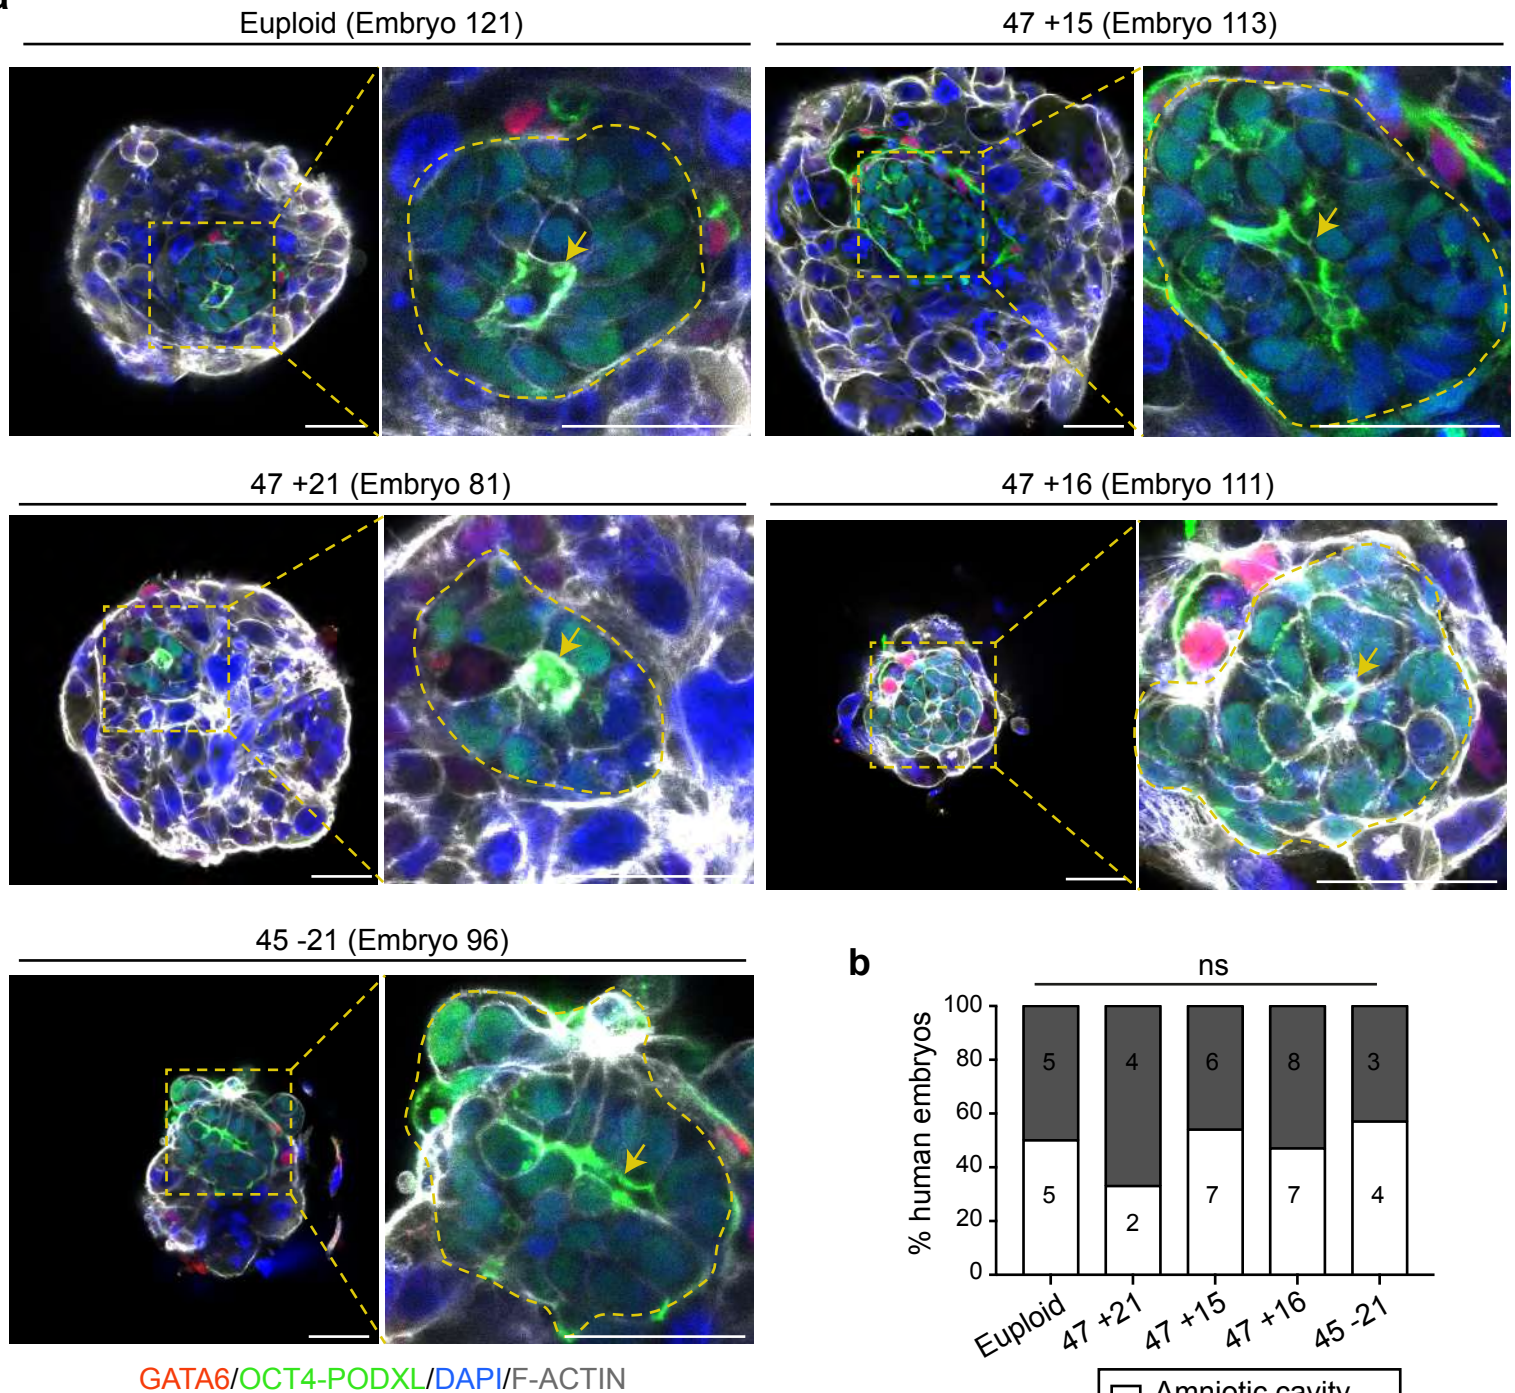 Euploid (Embryo 121)
47 +15 (Embryo 113)
47 +21 (Embryo 81)
47 +16 (Embryo 111)
45 -21 (Embryo 96)
GATA6/OCT4-PODXL/DAPI/F-ACTIN
b
ns
% human embryos
100
80
60
40
20
0
5 4 6 8 3
5 2 7 7 4
Euploid
47 +21
47 +15
47 +16
45 -21
Amniotic cavity